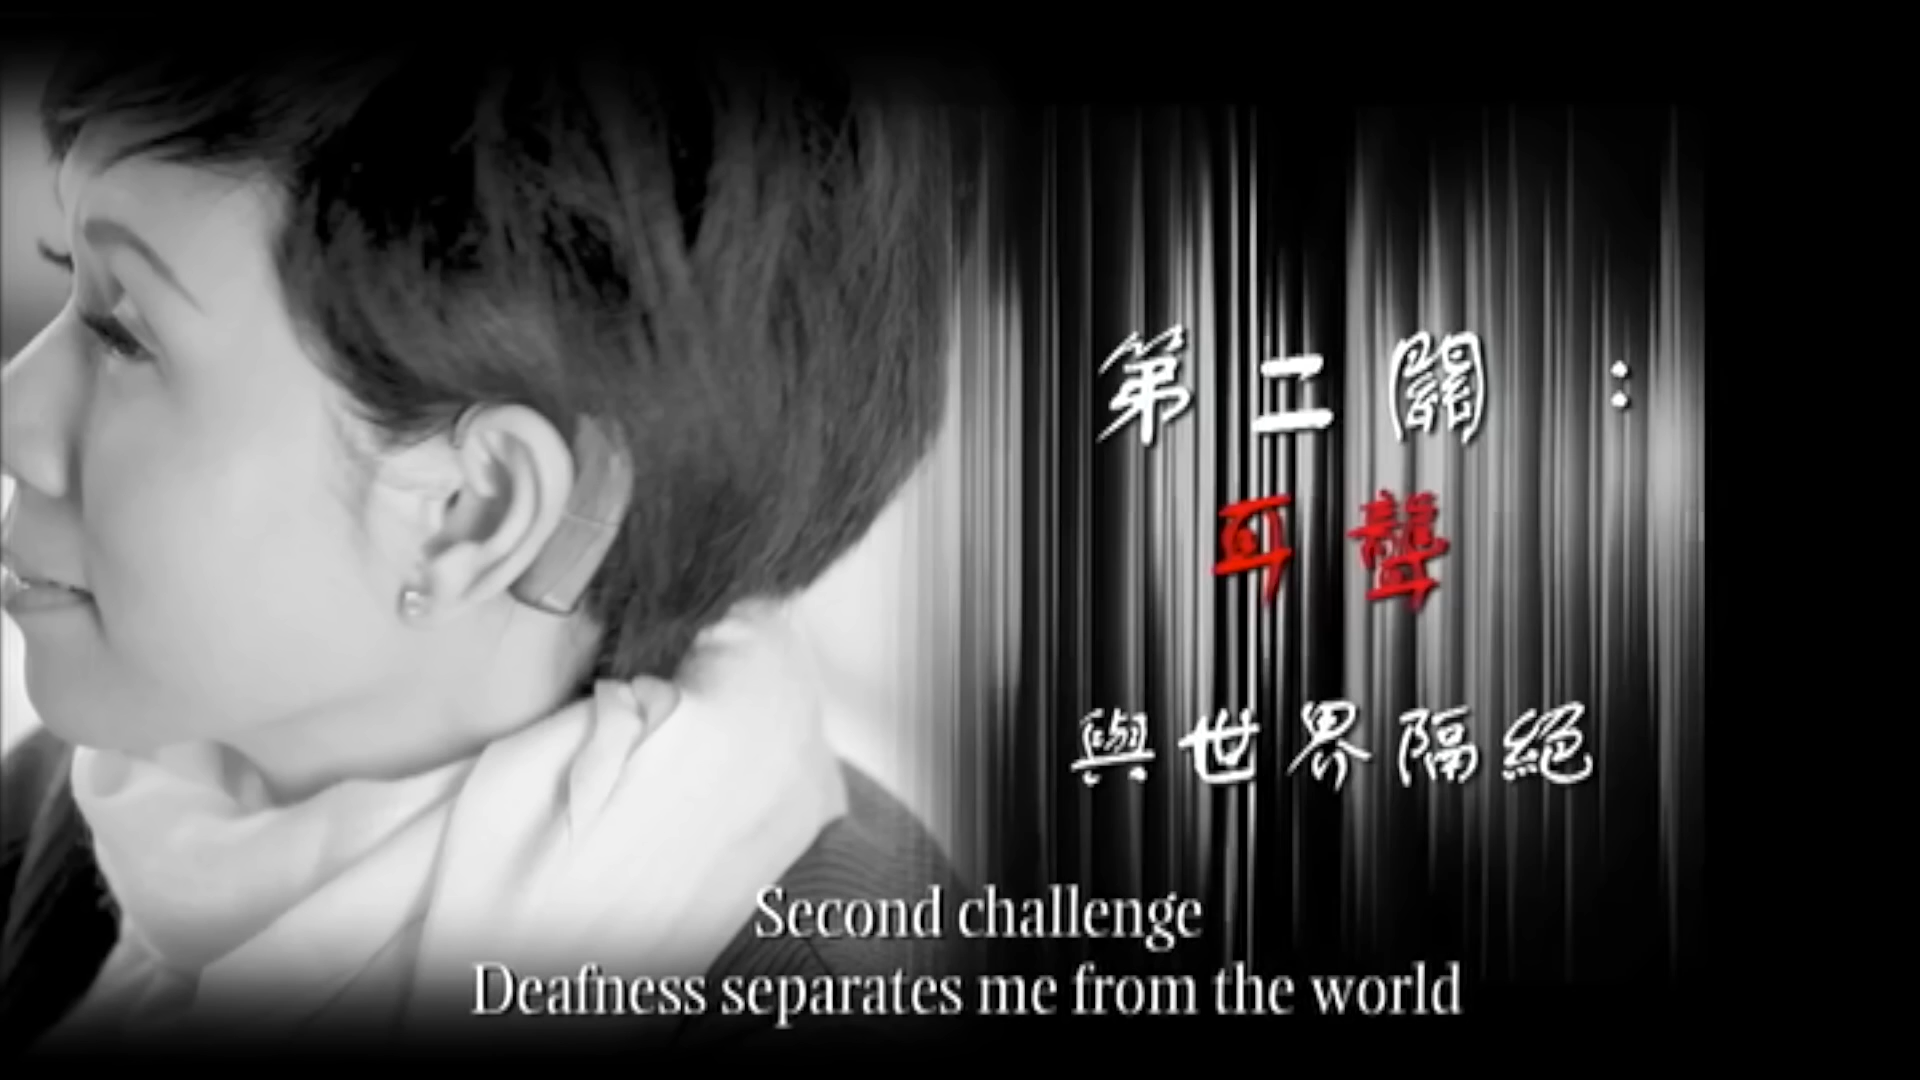 第二關：
耳聾
與世界隔絕
Second challenge
Deafness separates me from the world